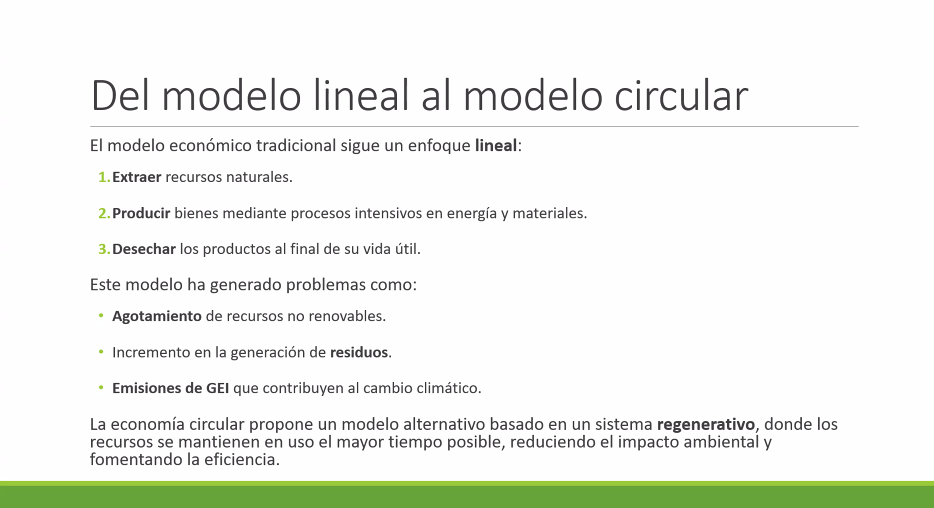 Del modelo lineal al modelo circular
El modelo económico tradicional sigue un enfoque lineal:
1. Extraer recursos naturales.
2. Producir bienes mediante procesos intensivos en energía y materiales.
3. Desechar los productos al final de su vida útil.
Este modelo ha generado problemas como:
• Agotamiento de recursos no renovables.
• Incremento en la generación de residuos.
• Emisiones de GEI que contribuyen al cambio climático.
La economía circular propone un modelo alternativo basado en un sistema regenerativo, donde los
recursos se mantienen en uso el mayor tiempo posible, reduciendo el impacto ambiental y
fomentando la eficiencia.